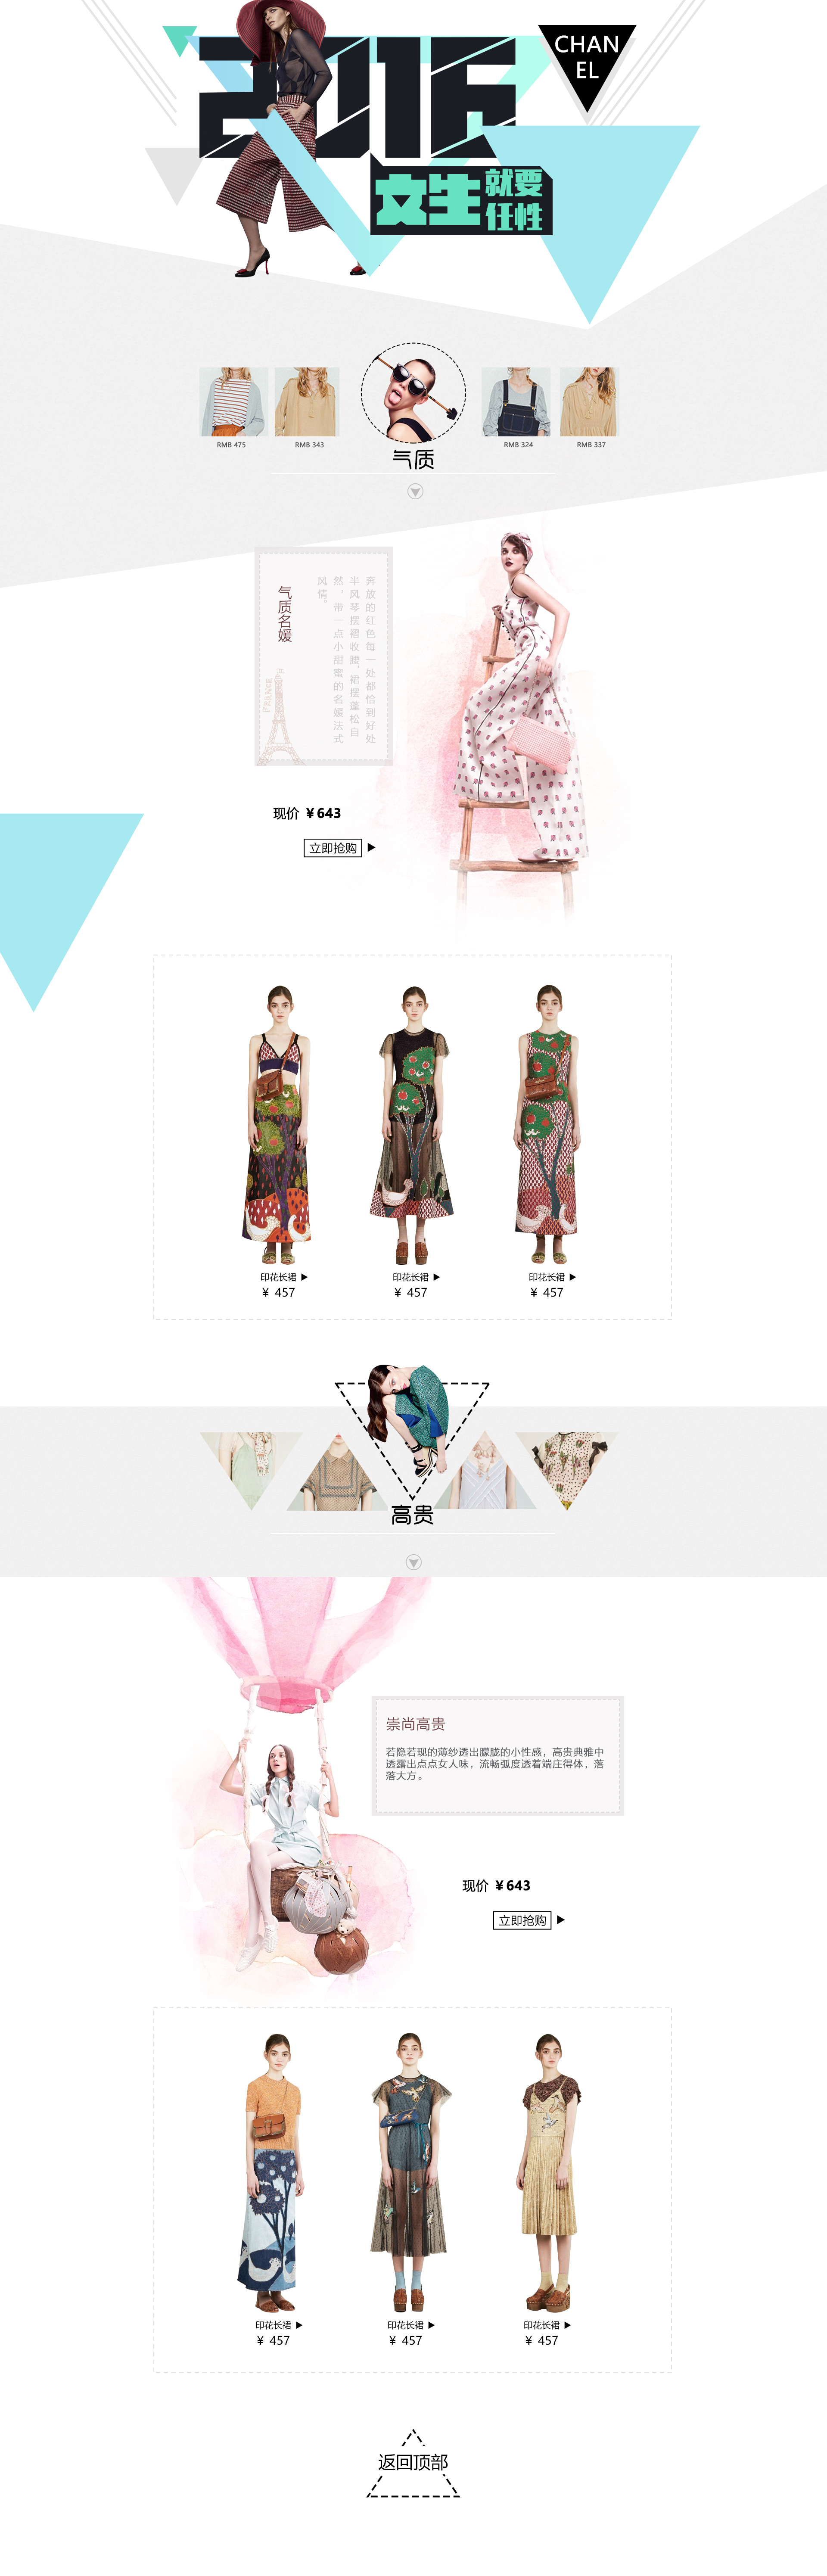 2016
CHAN
EL
文生
就要
任性
RMB 475
RMB 343
RMB 324
RMB 337
气质
奔放的红色每一处都恰到好处
半风琴摆裙收腰，裙摆蓬松自
然，带一点小甜蜜的名媛法式
风情。
气质名媛
FRANCE
现价 ¥643
立即抢购
印花长裙
¥ 457
印花长裙
¥ 457
印花长裙
¥ 457
高贵
崇尚高贵
若隐若现的薄纱透出朦胧的小性感，高贵典雅中
透露出点点女人味，流畅弧度透着端庄得体，落
落大方。
现价 ¥643
立即抢购
印花长裙
¥ 457
印花长裙
¥ 457
印花长裙
¥ 457
返回顶部